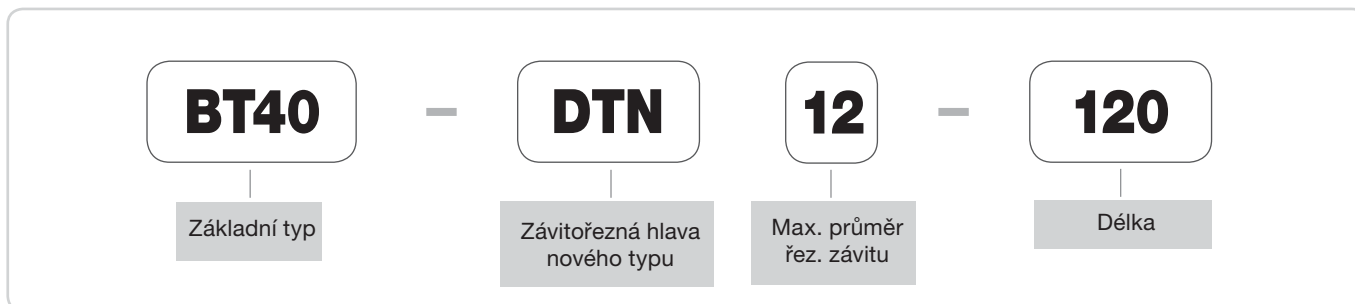 BT40 – DTN 12 – 120
Základní typ
Závitořezná hlava
nového typu
Max. průměr
řez. závitu
Délka